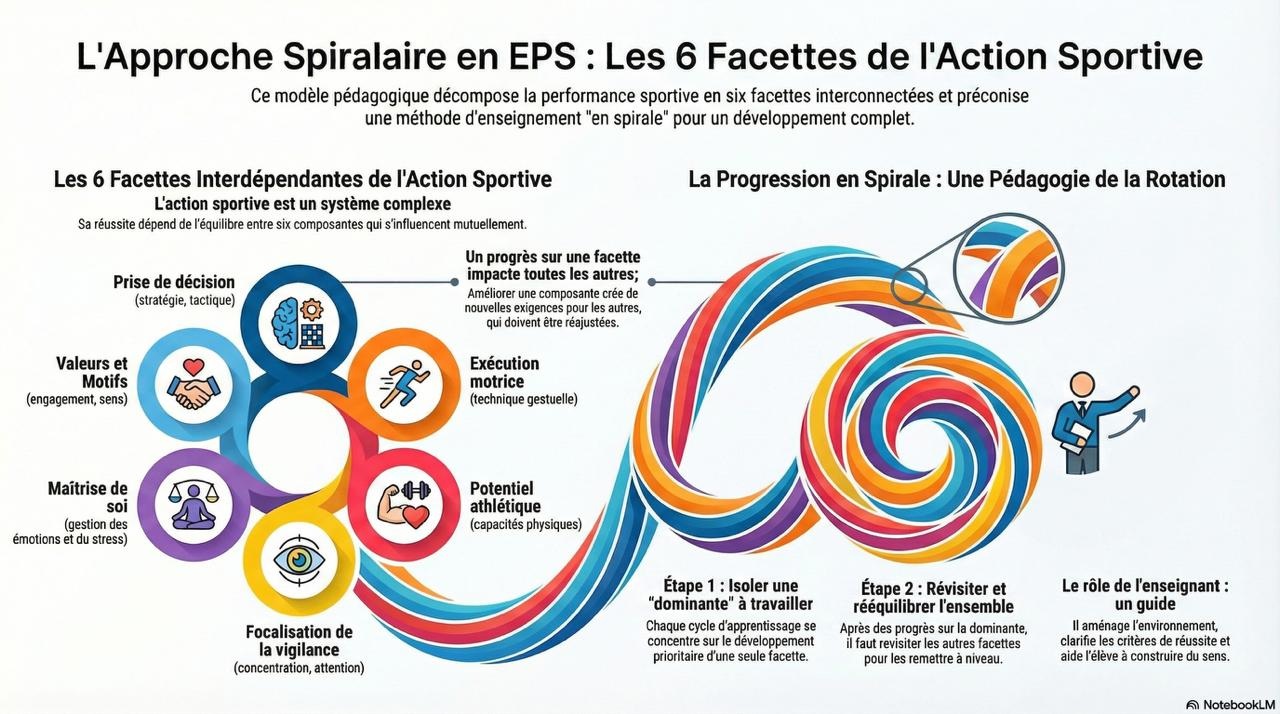 L'Approche Spiralaire en EPS : Les 6 Facettes de l'Action Sportive
Ce modèle pédagogique décompose la performance sportive en six facettes interconnectées et préconise
une méthode d'enseignement "en spirale" pour un développement complet.
Les 6 Facettes Interdépendantes de l'Action Sportive
L'action sportive est un système complexe
Sa réussite dépend de l'équilibre entre six composantes qui s'influencent mutuellement.
Prise de décision
(stratégie, tactique)
Valeurs et
Motifs
(engagement, sens)
Maîtrise de
soi
(gestion des
émotions et du stress)
Focalisation de
la vigilance
(concentration, attention)
Potentiel
athlétique
(capacités physiques)
Exécution
motrice
(technique gestuelle)
Un progrès sur une facette
impacte toutes les autres;
Améliorer une composante crée de
nouvelles exigences pour les autres,
qui doivent être réajustées.
La Progression en Spirale : Une Pédagogie de la Rotation
Étape 1 : Isoler une
"dominante" à travailler
Chaque cycle d'apprentissage se
concentre sur le développement
prioritaire d'une seule facette.
Étape 2 : Révisiter et
rééquilibrer l'ensemble
Après des progrès sur la dominante,
il faut revisiter les autres facettes
pour les remettre à niveau.
Le rôle de l'enseignant :
un guide
Il aménage l'environnement,
clarifie les critères de réussite et
aide l'élève à construire du sens.
NotebookLM